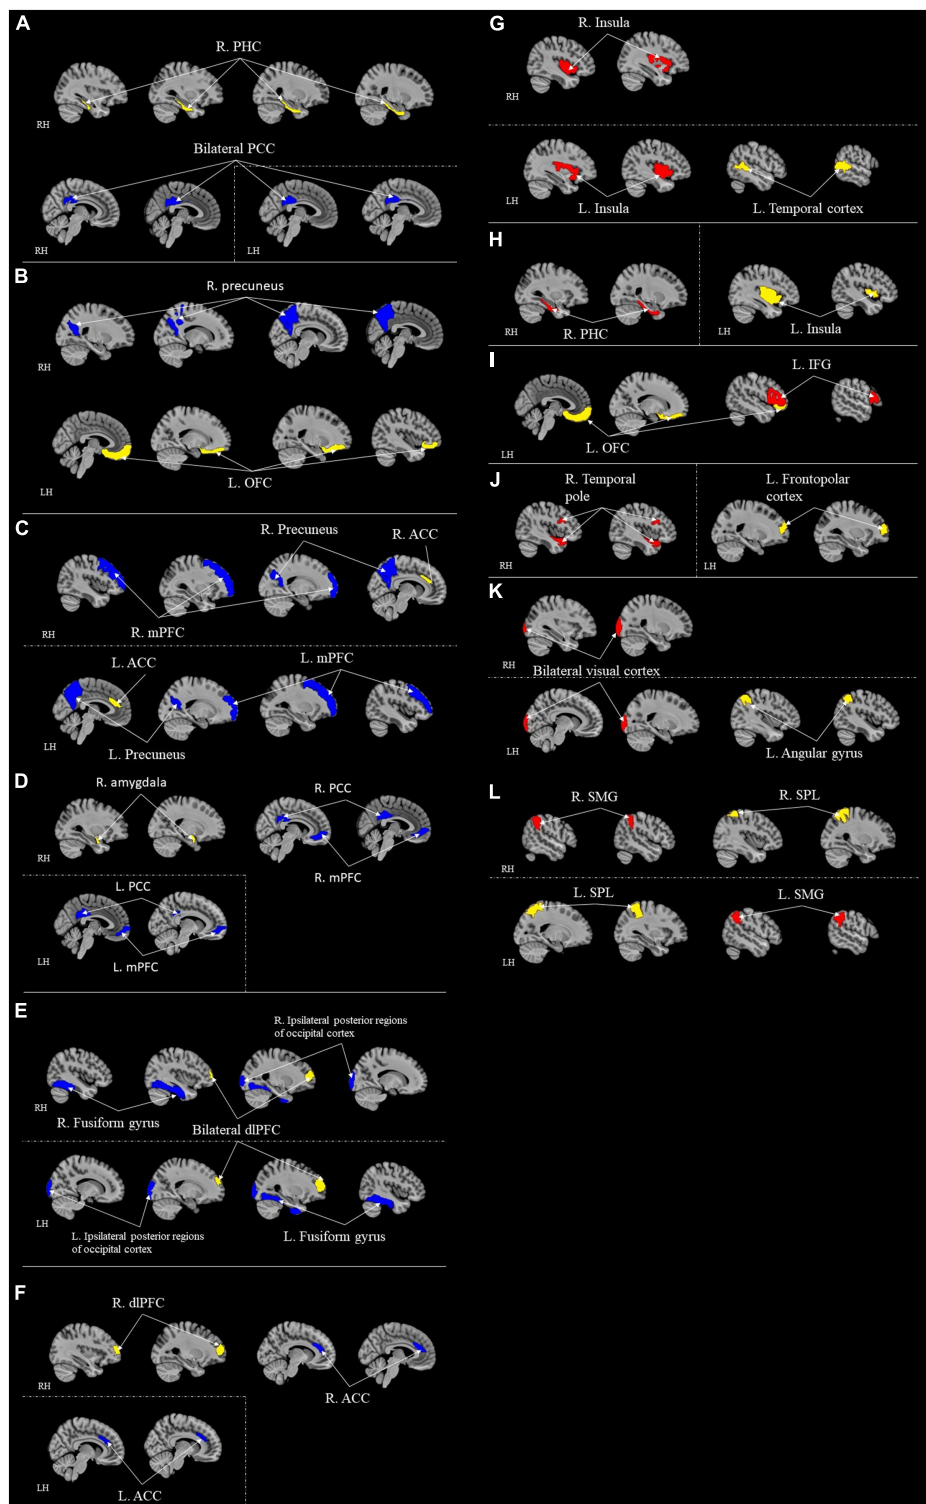 A
R. PHC
RH
Bilateral PCC
RH
LH
B
R. precuneus
RH
L. OFC
LH
C
R. Precuneus
R. ACC
R. mPFC
RH
L. ACC
L. mPFC
L. Precuneus
LH
D
R. amygdala
R. PCC
RH
R. mPFC
L. PCC
L. mPFC
LH
E
R. Ipsilateral posterior regions
of occipital cortex
RH
R. Fusiform gyrus
Bilateral dlPFC
LH
L. Ipsilateral posterior regions
of occipital cortex
L. Fusiform gyrus
F
R. dlPFC
RH
R. ACC
L. ACC
LH
G
R. Insula
RH
L. Insula
L. Temporal cortex
LH
H
RH
R. PHC
LH
L. Insula
I
L. IFG
L. OFC
LH
J
R. Temporal
pole
L. Frontopolar
cortex
RH
LH
K
RH
Bilateral visual cortex
LH
L. Angular gyrus
L
R. SMG
R. SPL
RH
L. SPL
L. SMG
LH